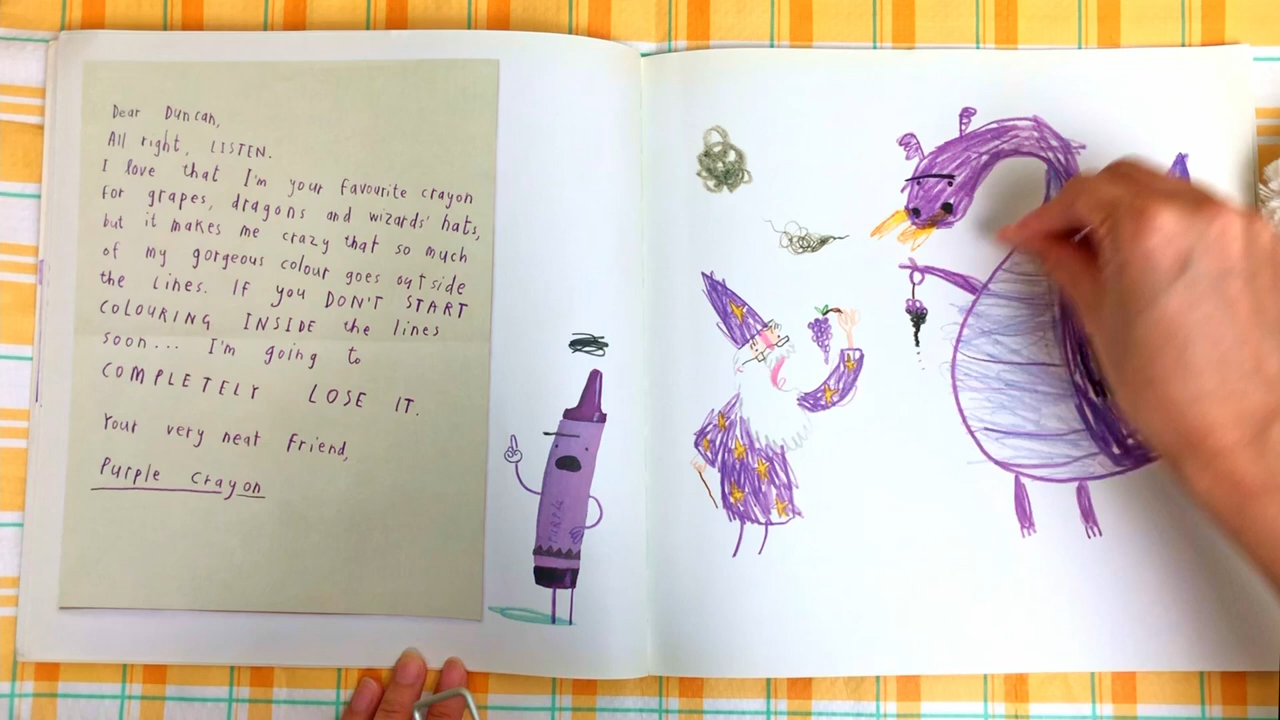 Dear Duncan,
All right, LISTEN.
I love that I'm your favourite crayon
for grapes, dragons and wizards' hats,
but it makes me crazy that so much
of my gorgeous colour goes outside
the lines. If you DON'T START
COLOURING INSIDE the lines
soon... I'm going to
COMPLETELY LOSE IT.
Your very neat friend,
Purple Crayon
PURPLE